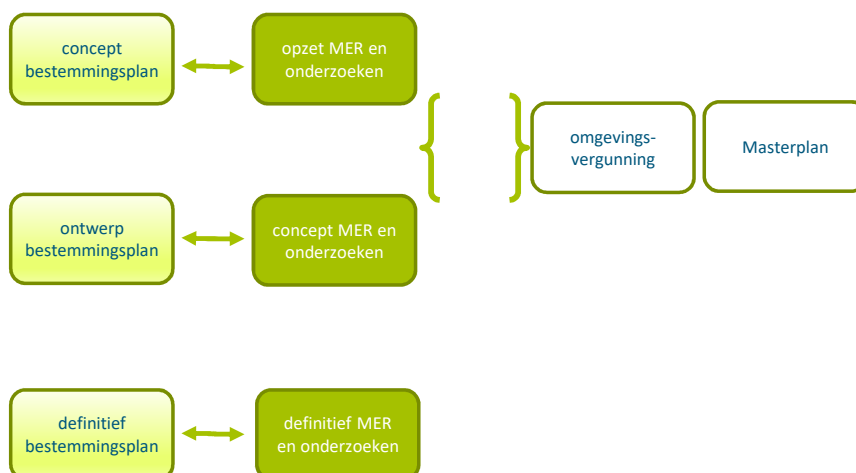 concept
bestemmingsplan
opzet MER en
onderzoeken
omgevings-
vergunning
Masterplan
ontwerp
bestemmingsplan
concept MER en
onderzoeken
definitief
bestemmingsplan
definitief MER
en onderzoeken